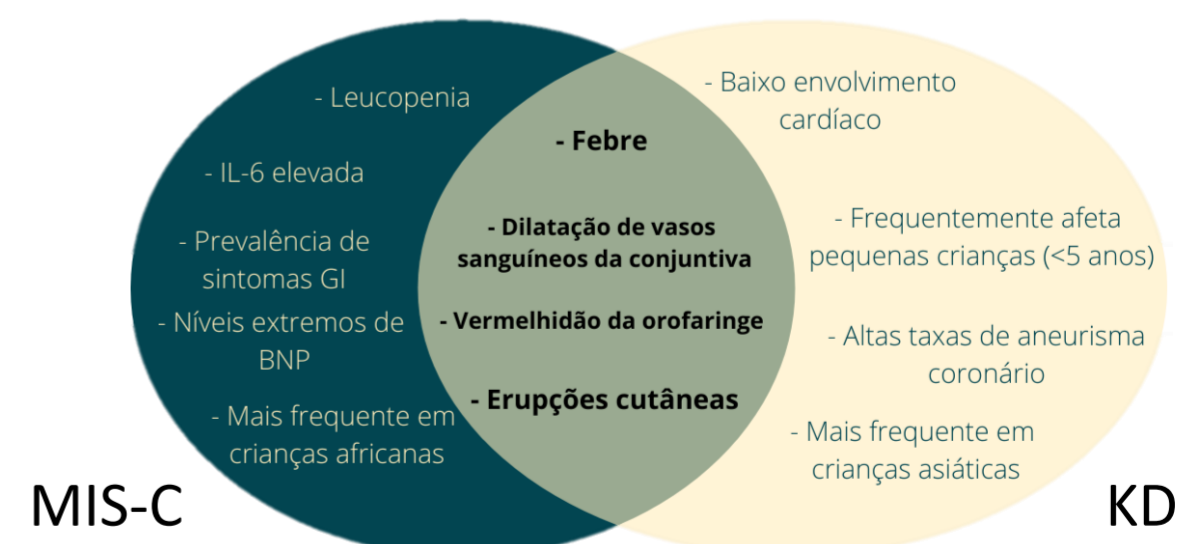 - Leucopenia
- IL-6 elevada
- Prevalência de
sintomas GI
- Níveis extremos de
BNP
- Mais frequente em
crianças africanas
MIS-C
- Febre
- Dilatação de vasos
sanguíneos da conjuntiva
- Vermelhidão da orofaringe
- Erupções cutâneas
- Baixo envolvimento
cardíaco
- Frequentemente afeta
pequenas crianças (<5 anos)
- Altas taxas de aneurisma
coronário
- Mais frequente em
crianças asiáticas
KD